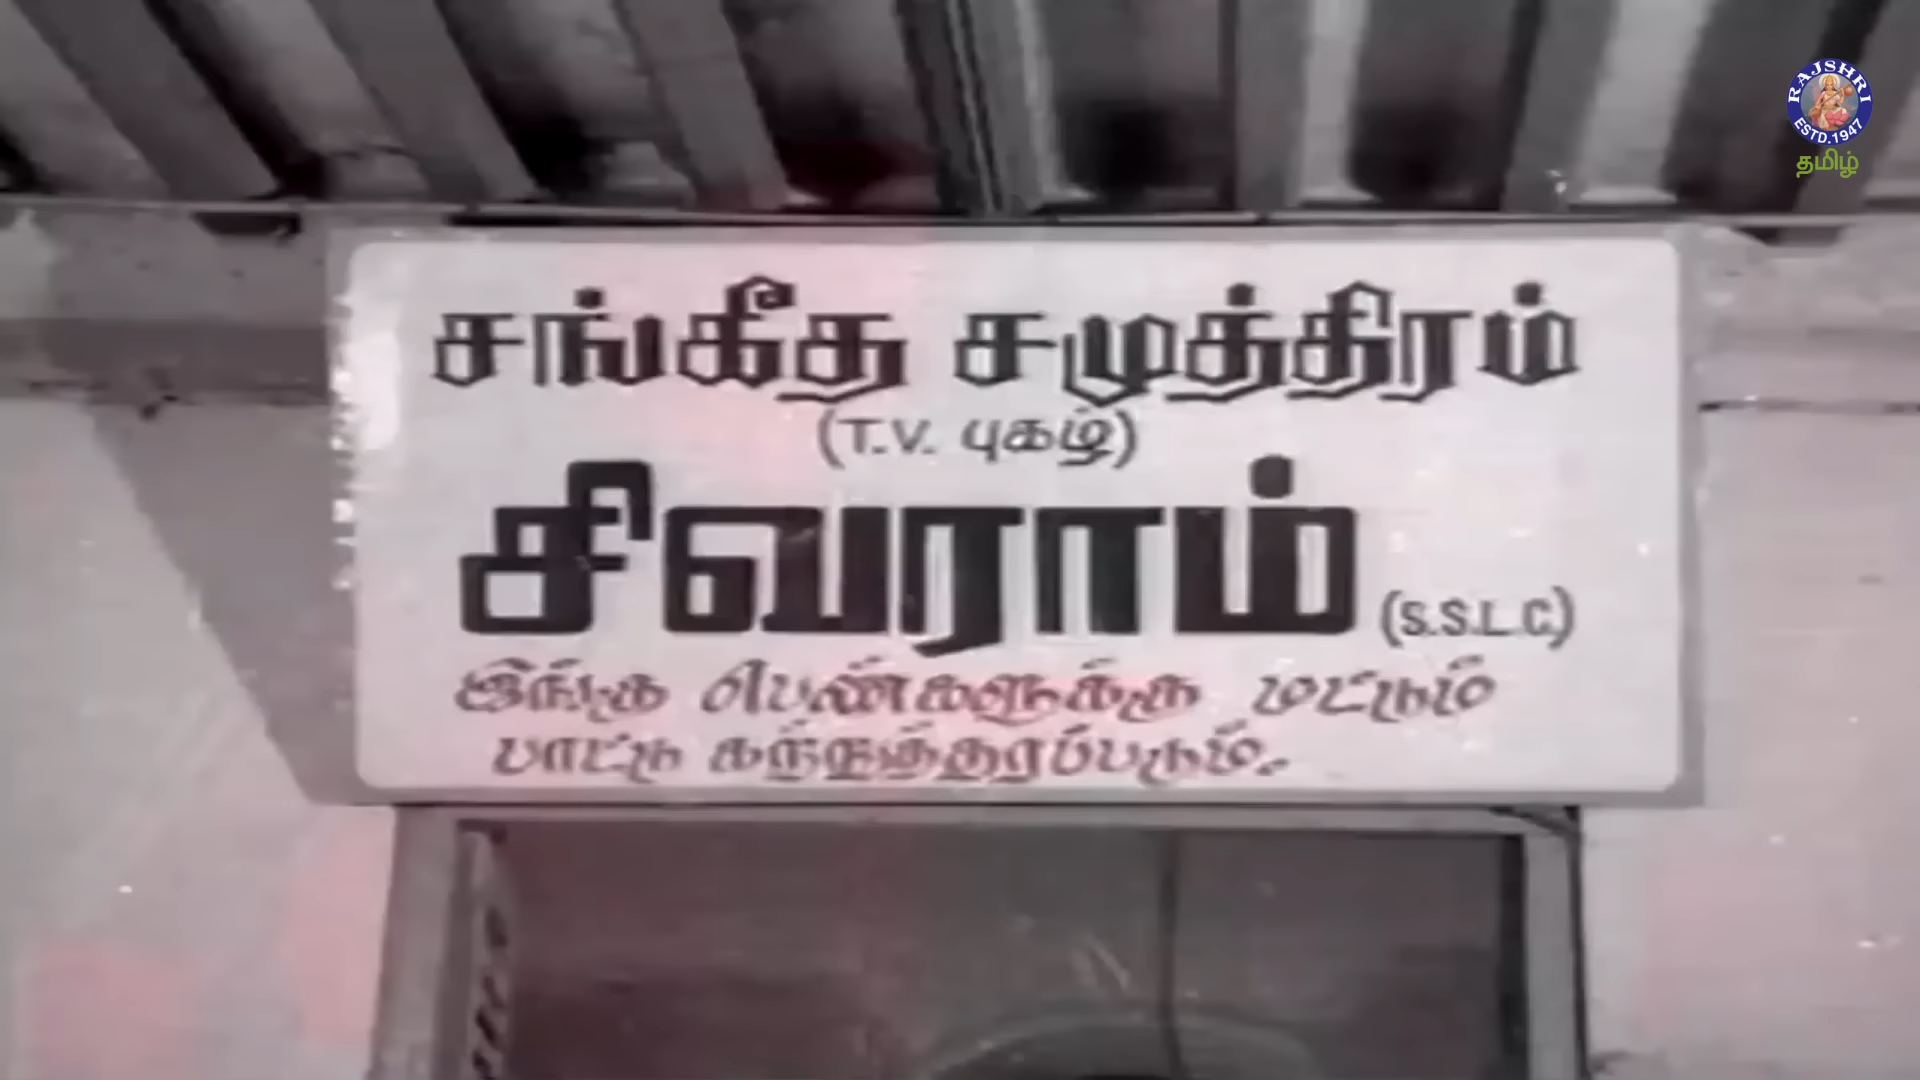 RAJSHRI
ESTD.1947
தமிழ்
சங்கீத சமுத்திரம்
(T.V. புகழ்)
சிவராம் (S.S.L.C)
இங்கு பெண்களுக்கு மட்டும்
பாட்டு கற்றுத்தரப்படும்.